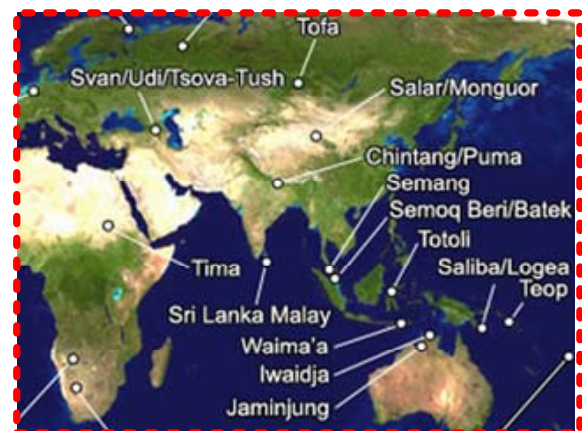 Tofa
Svan/Udi/Tsova-Tush
Salar/Monguor
Chintang/Puma
Semang
Semoq Beri/Batek
Totoli
Tima
Saliba/Logea
Teop
Sri Lanka Malay
Waima'a
Iwaidja
Jaminjung